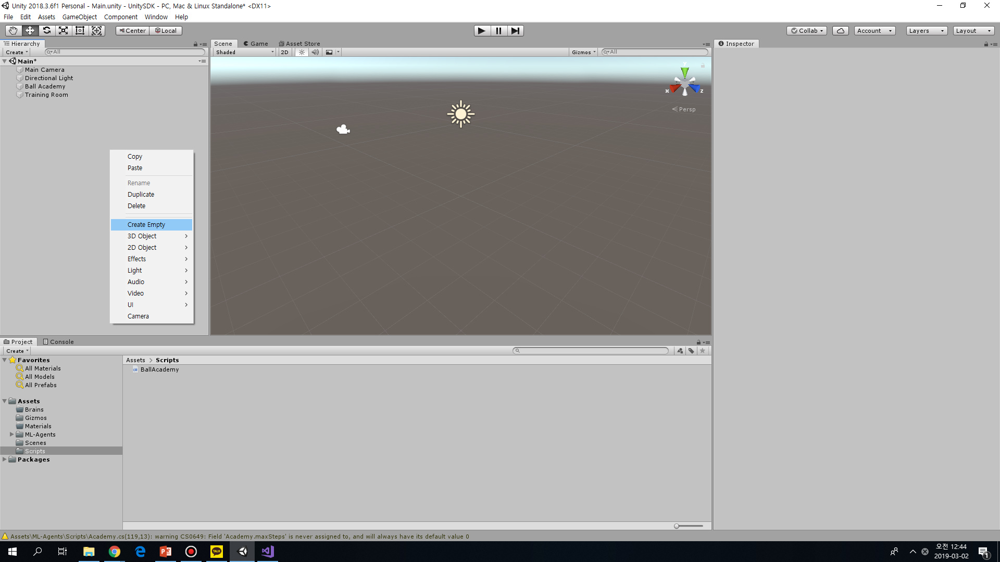 Unity 2018.3.6f1 Personal - Main.unity - UnitySDK - PC, Mac & Linux Standalone* <DX11>
File Edit Assets GameObject Component Window Help
Center Local Collab Account Layers Layout
Hierarchy Scene Game Asset Store Inspector
Create All Shaded 2D Gizmos All
Main*
Main Camera
Directional Light
Ball Academy
Training Room
y
x z
Persp
Copy
Paste
Rename
Duplicate
Delete
Create Empty
3D Object
2D Object
Effects
Light
Audio
Video
UI
Camera
Project Console
Create
Favorites
All Materials
All Models
All Prefabs
Assets
Brains
Gizmos
Materials
ML-Agents
Scenes
Scripts
Packages
Assets > Scripts
BallAcademy
Assets\ML-Agents\Scripts\Academy.cs(119,13): warning CS0649: Field 'Academy.maxSteps' is never assigned to, and will always have its default value 0
TALK
오전 12:44
2019-03-02
1